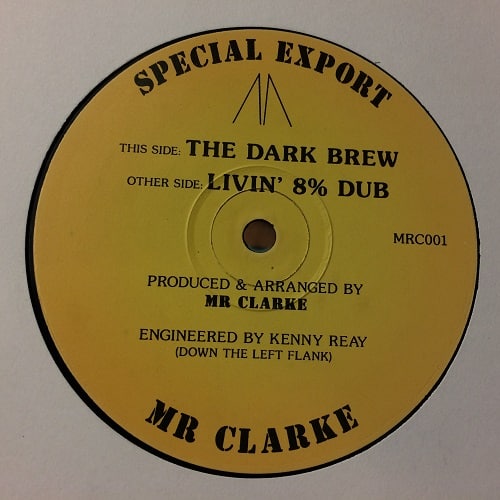 SPECIAL EXPORT
THIS SIDE: THE DARK BREW
OTHER SIDE: LIVIN' 8% DUB
MRC001
PRODUCED & ARRANGED BY
MR CLARKE
ENGINEERED BY KENNY REAY
(DOWN THE LEFT FLANK)
MR CLARKE